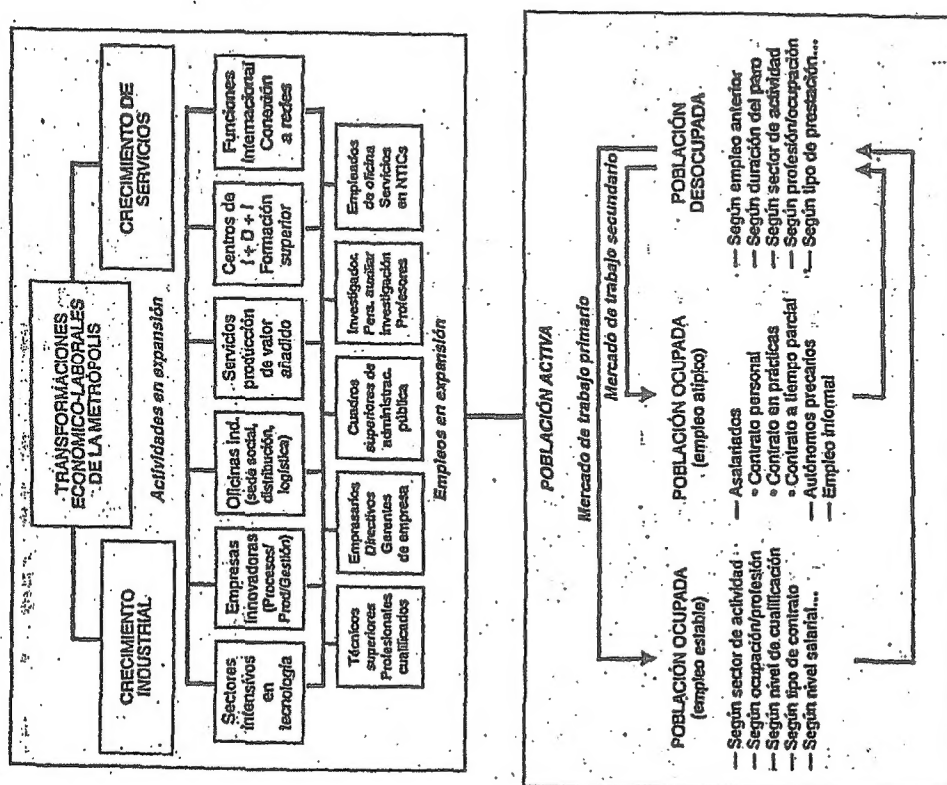 TRANSFORMACIONES
ECONÓMICO-LABORALES
DE LA METRÓPOLIS
CRECIMIENTO
INDUSTRIAL
CRECIMIENTO DE
SERVICIOS
Actividades en expansión
Sectores
intensivos
en
tecnología
Empresas
innovadoras
(Procesos/
Prod/Gestión)
Oficinas ind.
(sede social,
distribución,
logística)
Servicios
producción
de valor
añadido
Centros de
I + D + I
Formación
superior
Funciones
Internacional
Conexión
a redes
Técnicos
superiores
Profesionales
cualificados
Empresarios
Directivos
Gerentes
de empresa
Cuadros
superiores de
administrac.
pública
Investigador.
Pers. auxiliar
investigación
Profesores
Empleados
de oficina
Servicios
en NTICs
Empleos en expansión
POBLACIÓN ACTIVA
Mercado de trabajo primario
Mercado de trabajo secundario
POBLACIÓN OCUPADA
(empleo estable)
— Según sector de actividad
— Según ocupación/profesión
— Según nivel de cualificación
— Según tipo de contrato
— Según nivel salarial...
POBLACIÓN OCUPADA
(empleo atípico)
— Asalariados
• Contrato personal
• Contrato en prácticas
• Contrato a tiempo parcial
— Autónomos precarios
— Empleo informal
POBLACIÓN
DESOCUPADA
— Según empleo anterior
— Según duración del paro
— Según sector de actividad
— Según profesión/ocupación
— Según tipo de prestación...